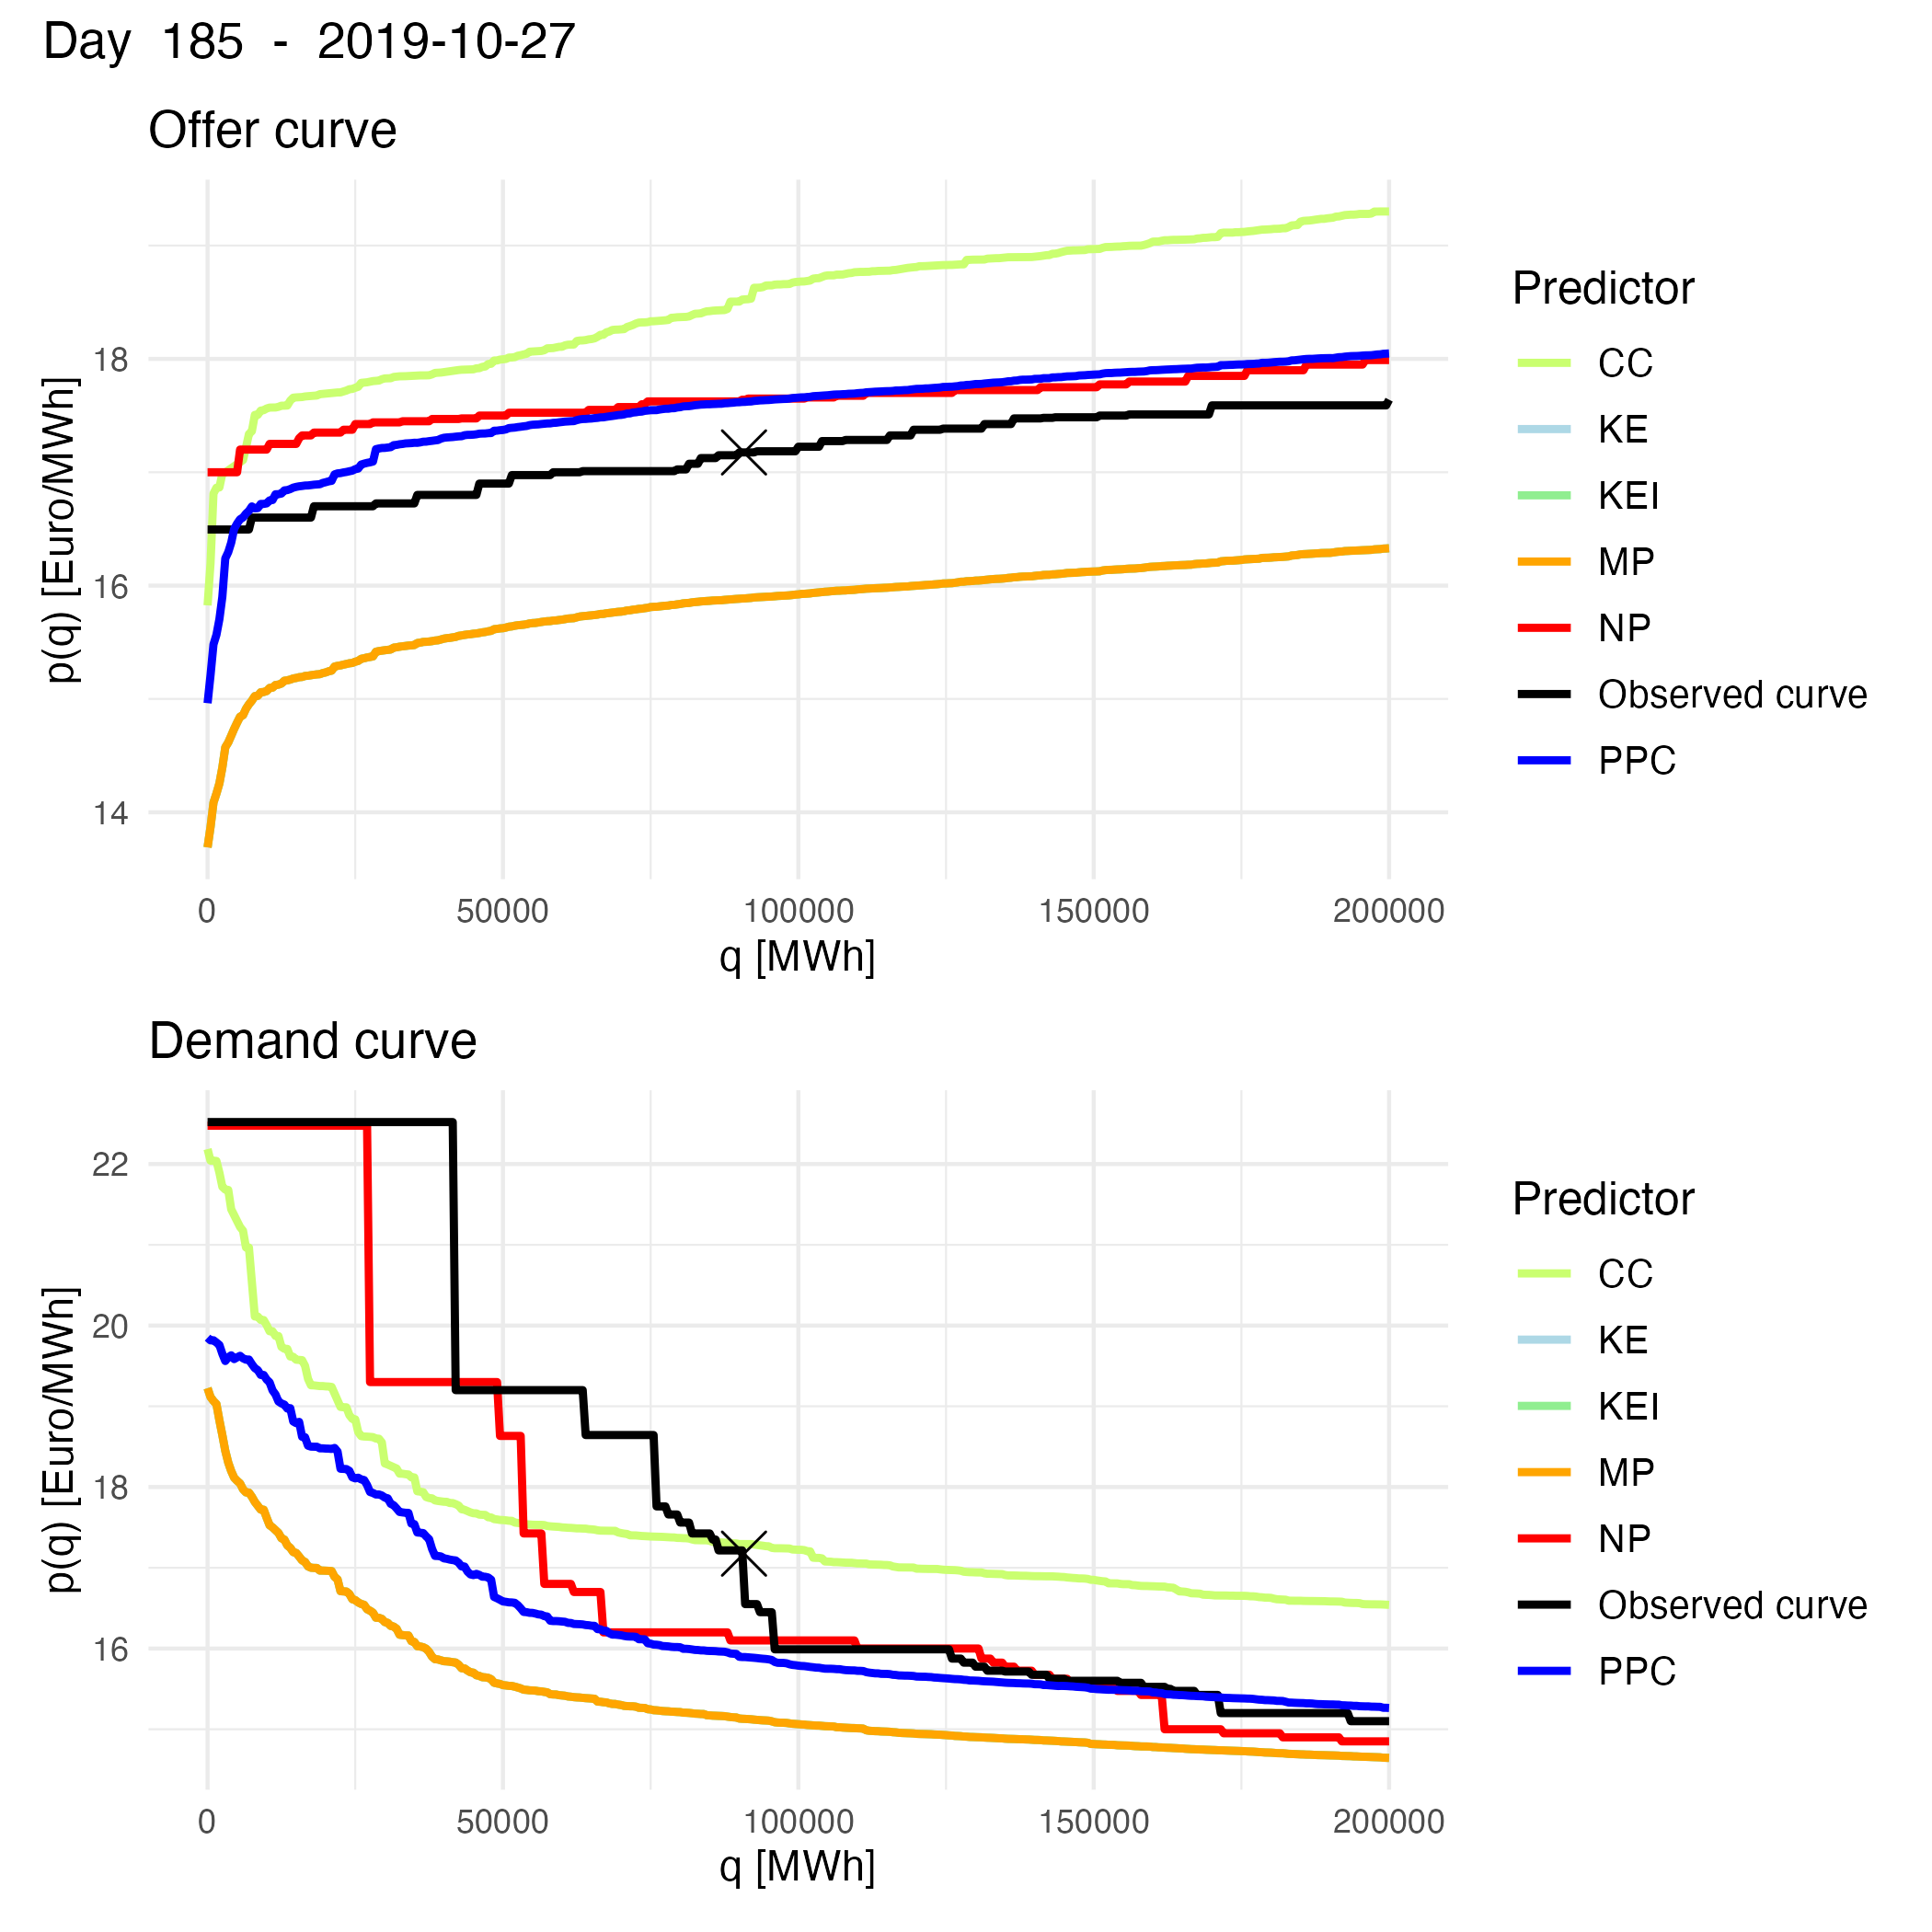 Day 185 - 2019-10-27
Offer curve
p(q) [Euro/MWh]
18
16
14
0 50000 100000 150000 200000
q [MWh]
Predictor
CC
KE
KEI
MP
NP
Observed curve
PPC
Demand curve
p(q) [Euro/MWh]
22
20
18
16
0 50000 100000 150000 200000
q [MWh]
Predictor
CC
KE
KEI
MP
NP
Observed curve
PPC